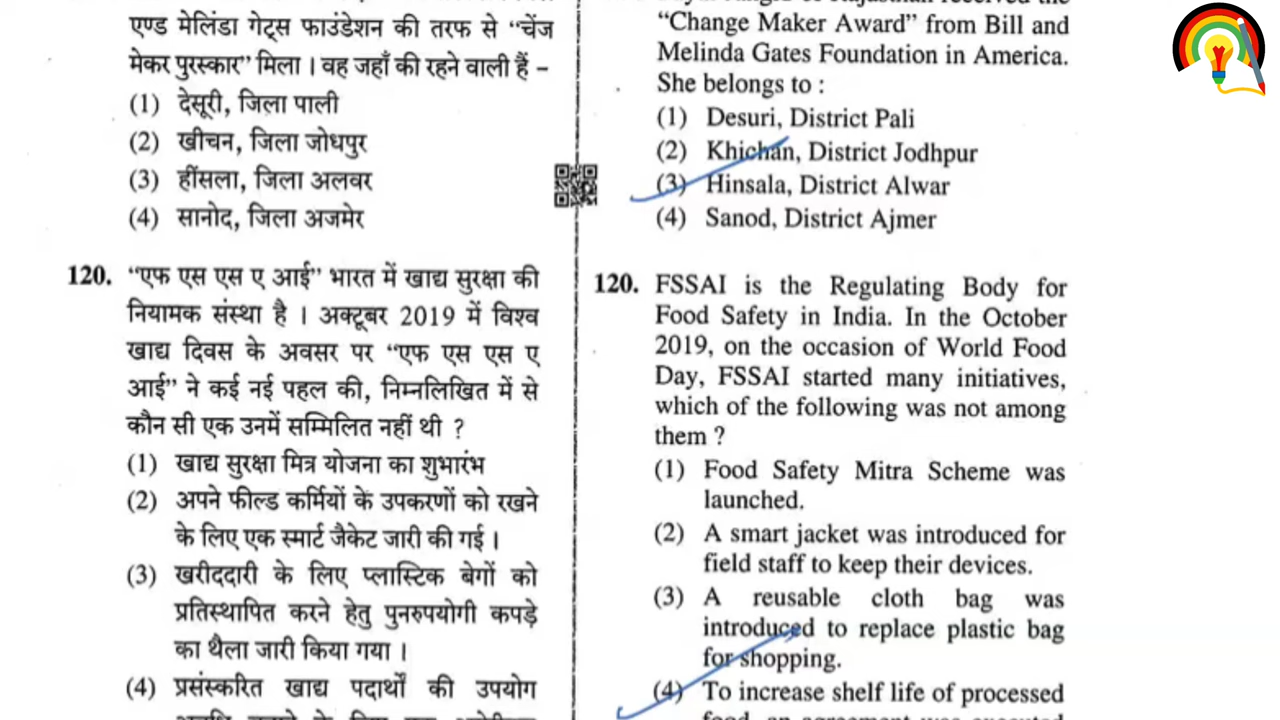 एण्ड मेलिंडा गेट्स फाउंडेशन की तरफ से “चेंज
मेकर पुरस्कार” मिला । वह जहाँ की रहने वाली हैं –
(1) देसूरी, जिला पाली
(2) खीचन, जिला जोधपुर
(3) हींसला, जिला अलवर
(4) सानोद, जिला अजमेर
120. “एफ एस एस ए आई” भारत में खाद्य सुरक्षा की
नियामक संस्था है । अक्टूबर 2019 में विश्व
खाद्य दिवस के अवसर पर “एफ एस एस ए
आई” ने कई नई पहल की, निम्नलिखित में से
कौन सी एक उनमें सम्मिलित नहीं थी ?
(1) खाद्य सुरक्षा मित्र योजना का शुभारंभ
(2) अपने फील्ड कर्मियों के उपकरणों को रखने
के लिए एक स्मार्ट जैकेट जारी की गई ।
(3) खरीददारी के लिए प्लास्टिक बेगों को
प्रतिस्थापित करने हेतु पुनरुपयोगी कपड़े
का थैला जारी किया गया ।
(4) प्रसंस्करित खाद्य पदार्थों की उपयोग
received the
“Change Maker Award” from Bill and
Melinda Gates Foundation in America.
She belongs to :
(1) Desuri, District Pali
(2) Khichan, District Jodhpur
(3) Hinsala, District Alwar
(4) Sanod, District Ajmer
120. FSSAI is the Regulating Body for
Food Safety in India. In the October
2019, on the occasion of World Food
Day, FSSAI started many initiatives,
which of the following was not among
them ?
(1) Food Safety Mitra Scheme was
launched.
(2) A smart jacket was introduced for
field staff to keep their devices.
(3) A reusable cloth bag was
introduced to replace plastic bag
for shopping.
(4) To increase shelf life of processed